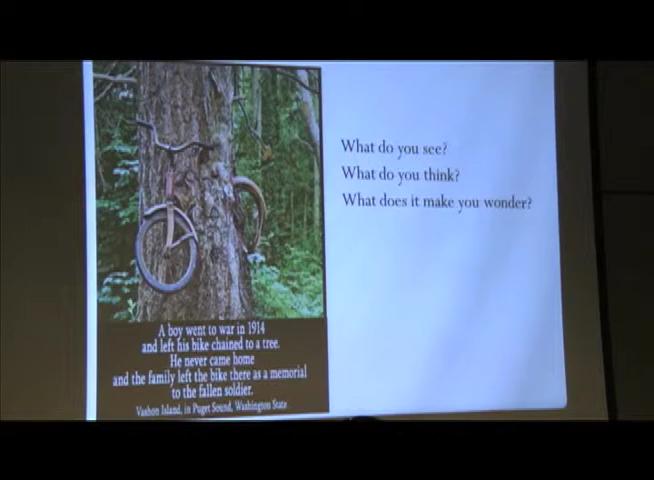 A boy went to war in 1914
and left his bike chained to a tree.
He never came home
and the family left the bike there as a memorial
to the fallen soldier.
Vashon Island, in Puget Sound, Washington State
What do you see?
What do you think?
What does it make you wonder?